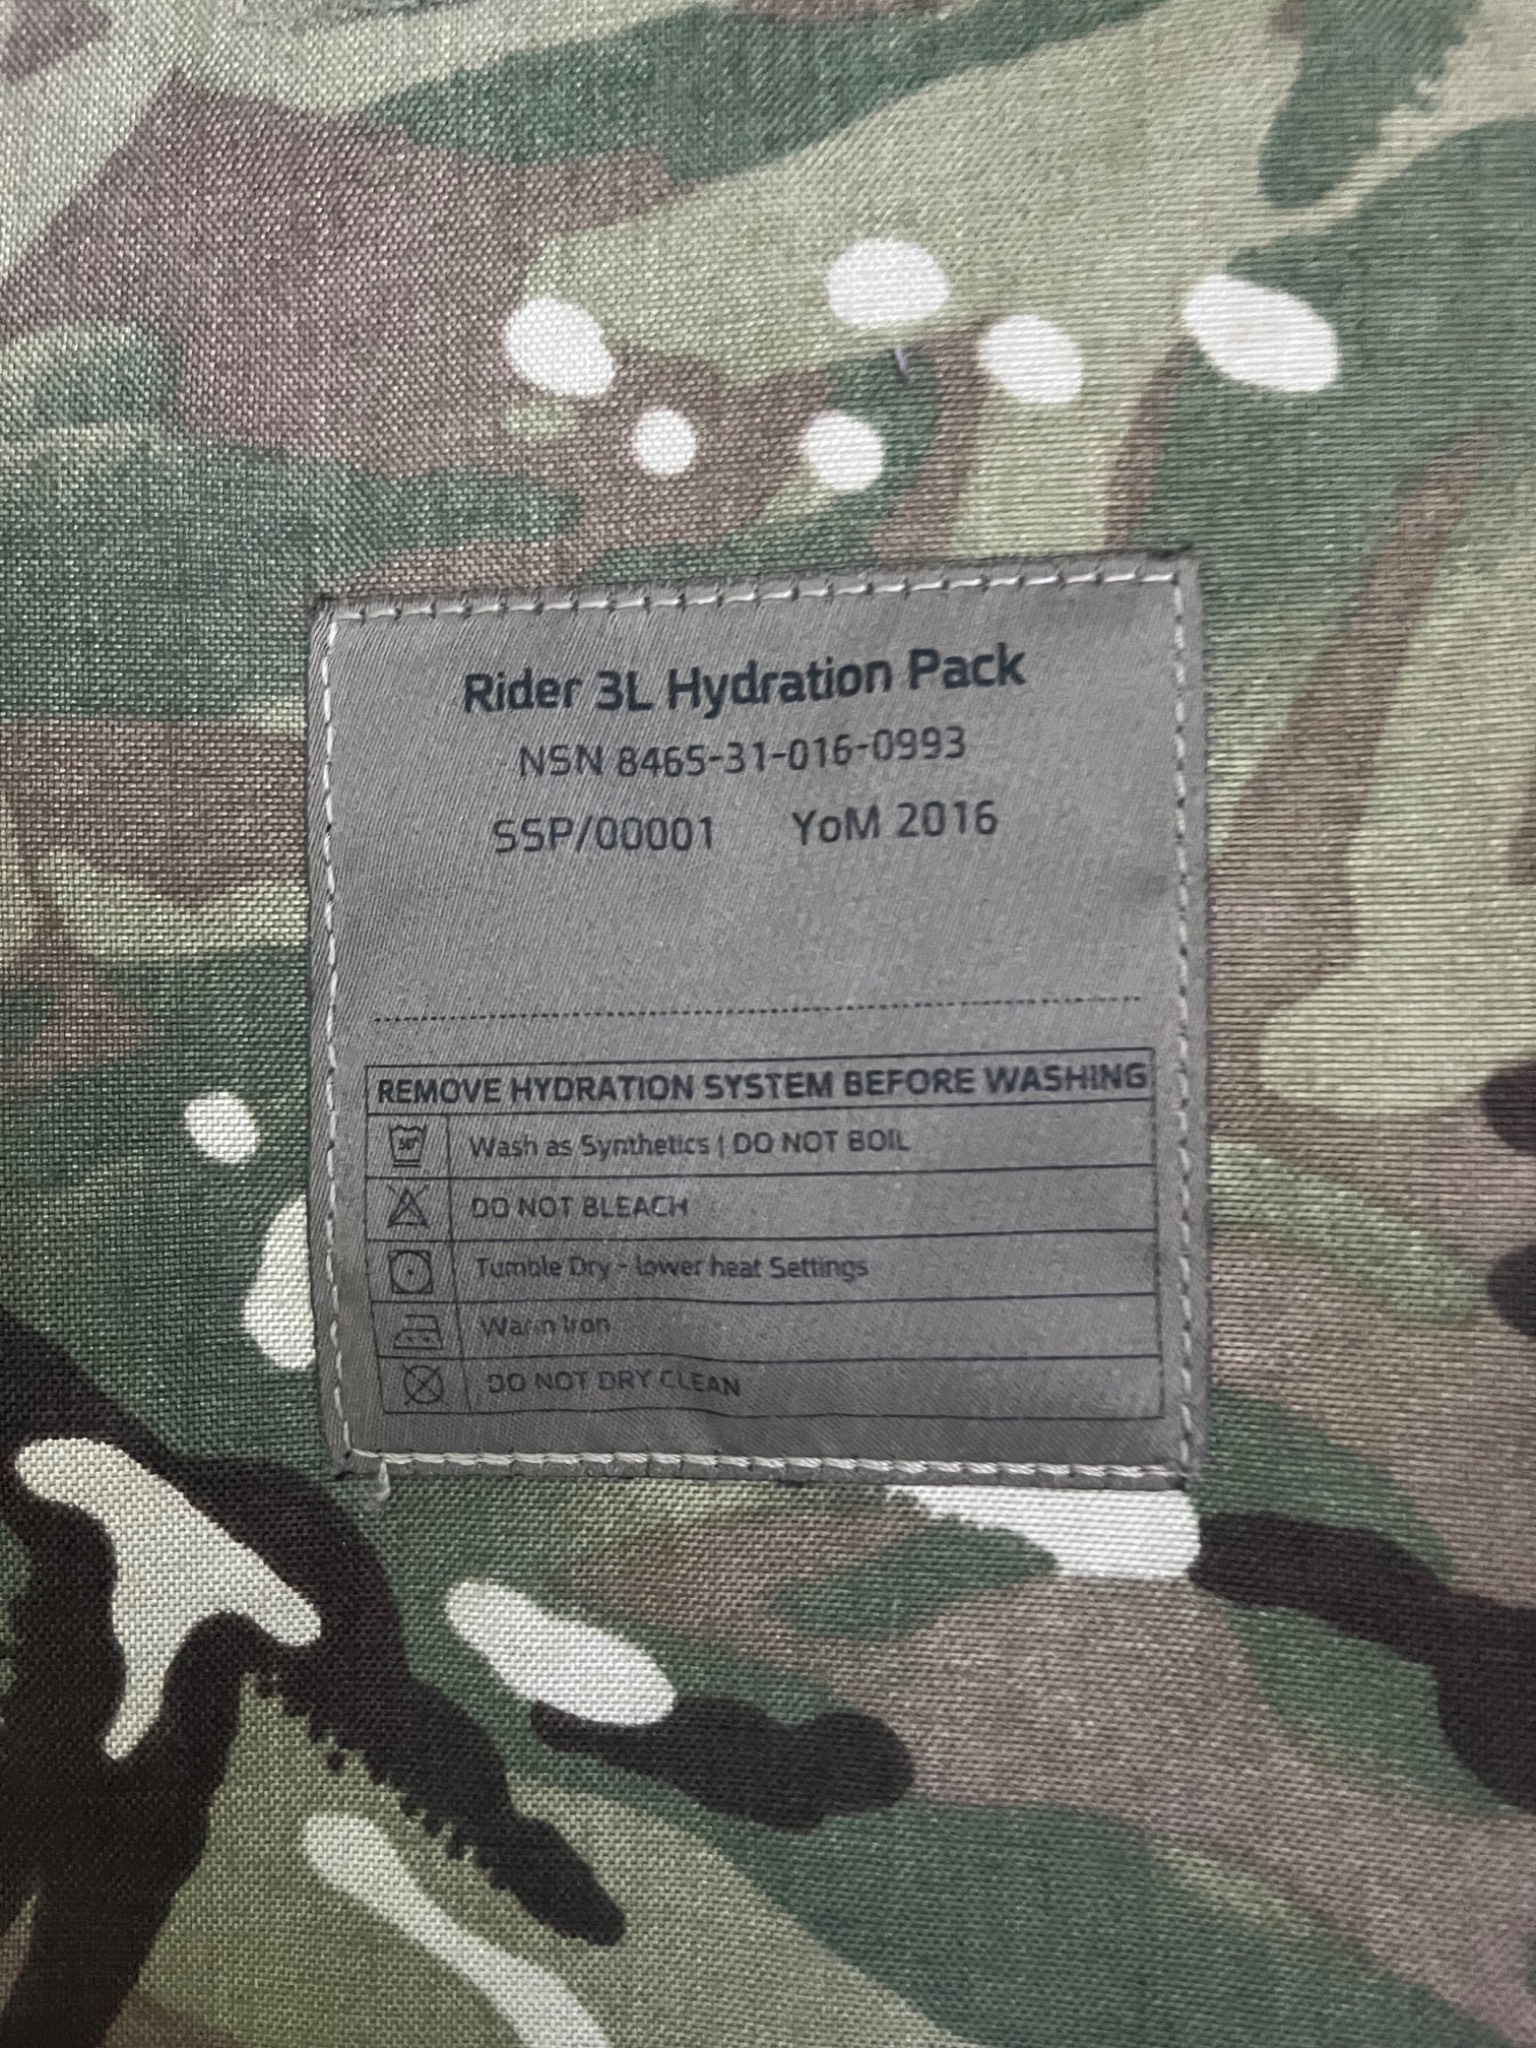 Rider 3L Hydration Pack
NSN 8465-31-016-0993
SSP/00001 YoM 2016
REMOVE HYDRATION SYSTEM BEFORE WASHING
50° Wash as Synthetics | DO NOT BOIL
DO NOT BLEACH
Tumble Dry - lower heat Settings
Warm Iron
DO NOT DRY CLEAN